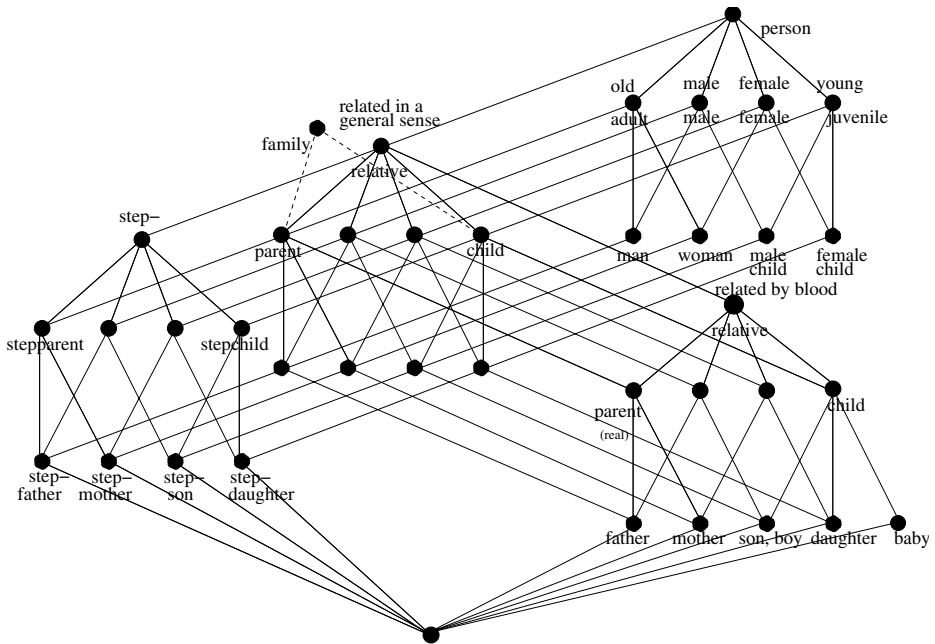 person
old
male
female
young
adult
male
female
juvenile
related in a
general sense
family
relative
step–
parent
child
man
woman
male
child
female
child
related by blood
relative
stepparent
stepchild
parent
(real)
child
step–
father
step–
mother
step–
son
step–
daughter
father
mother
son, boy
daughter
baby